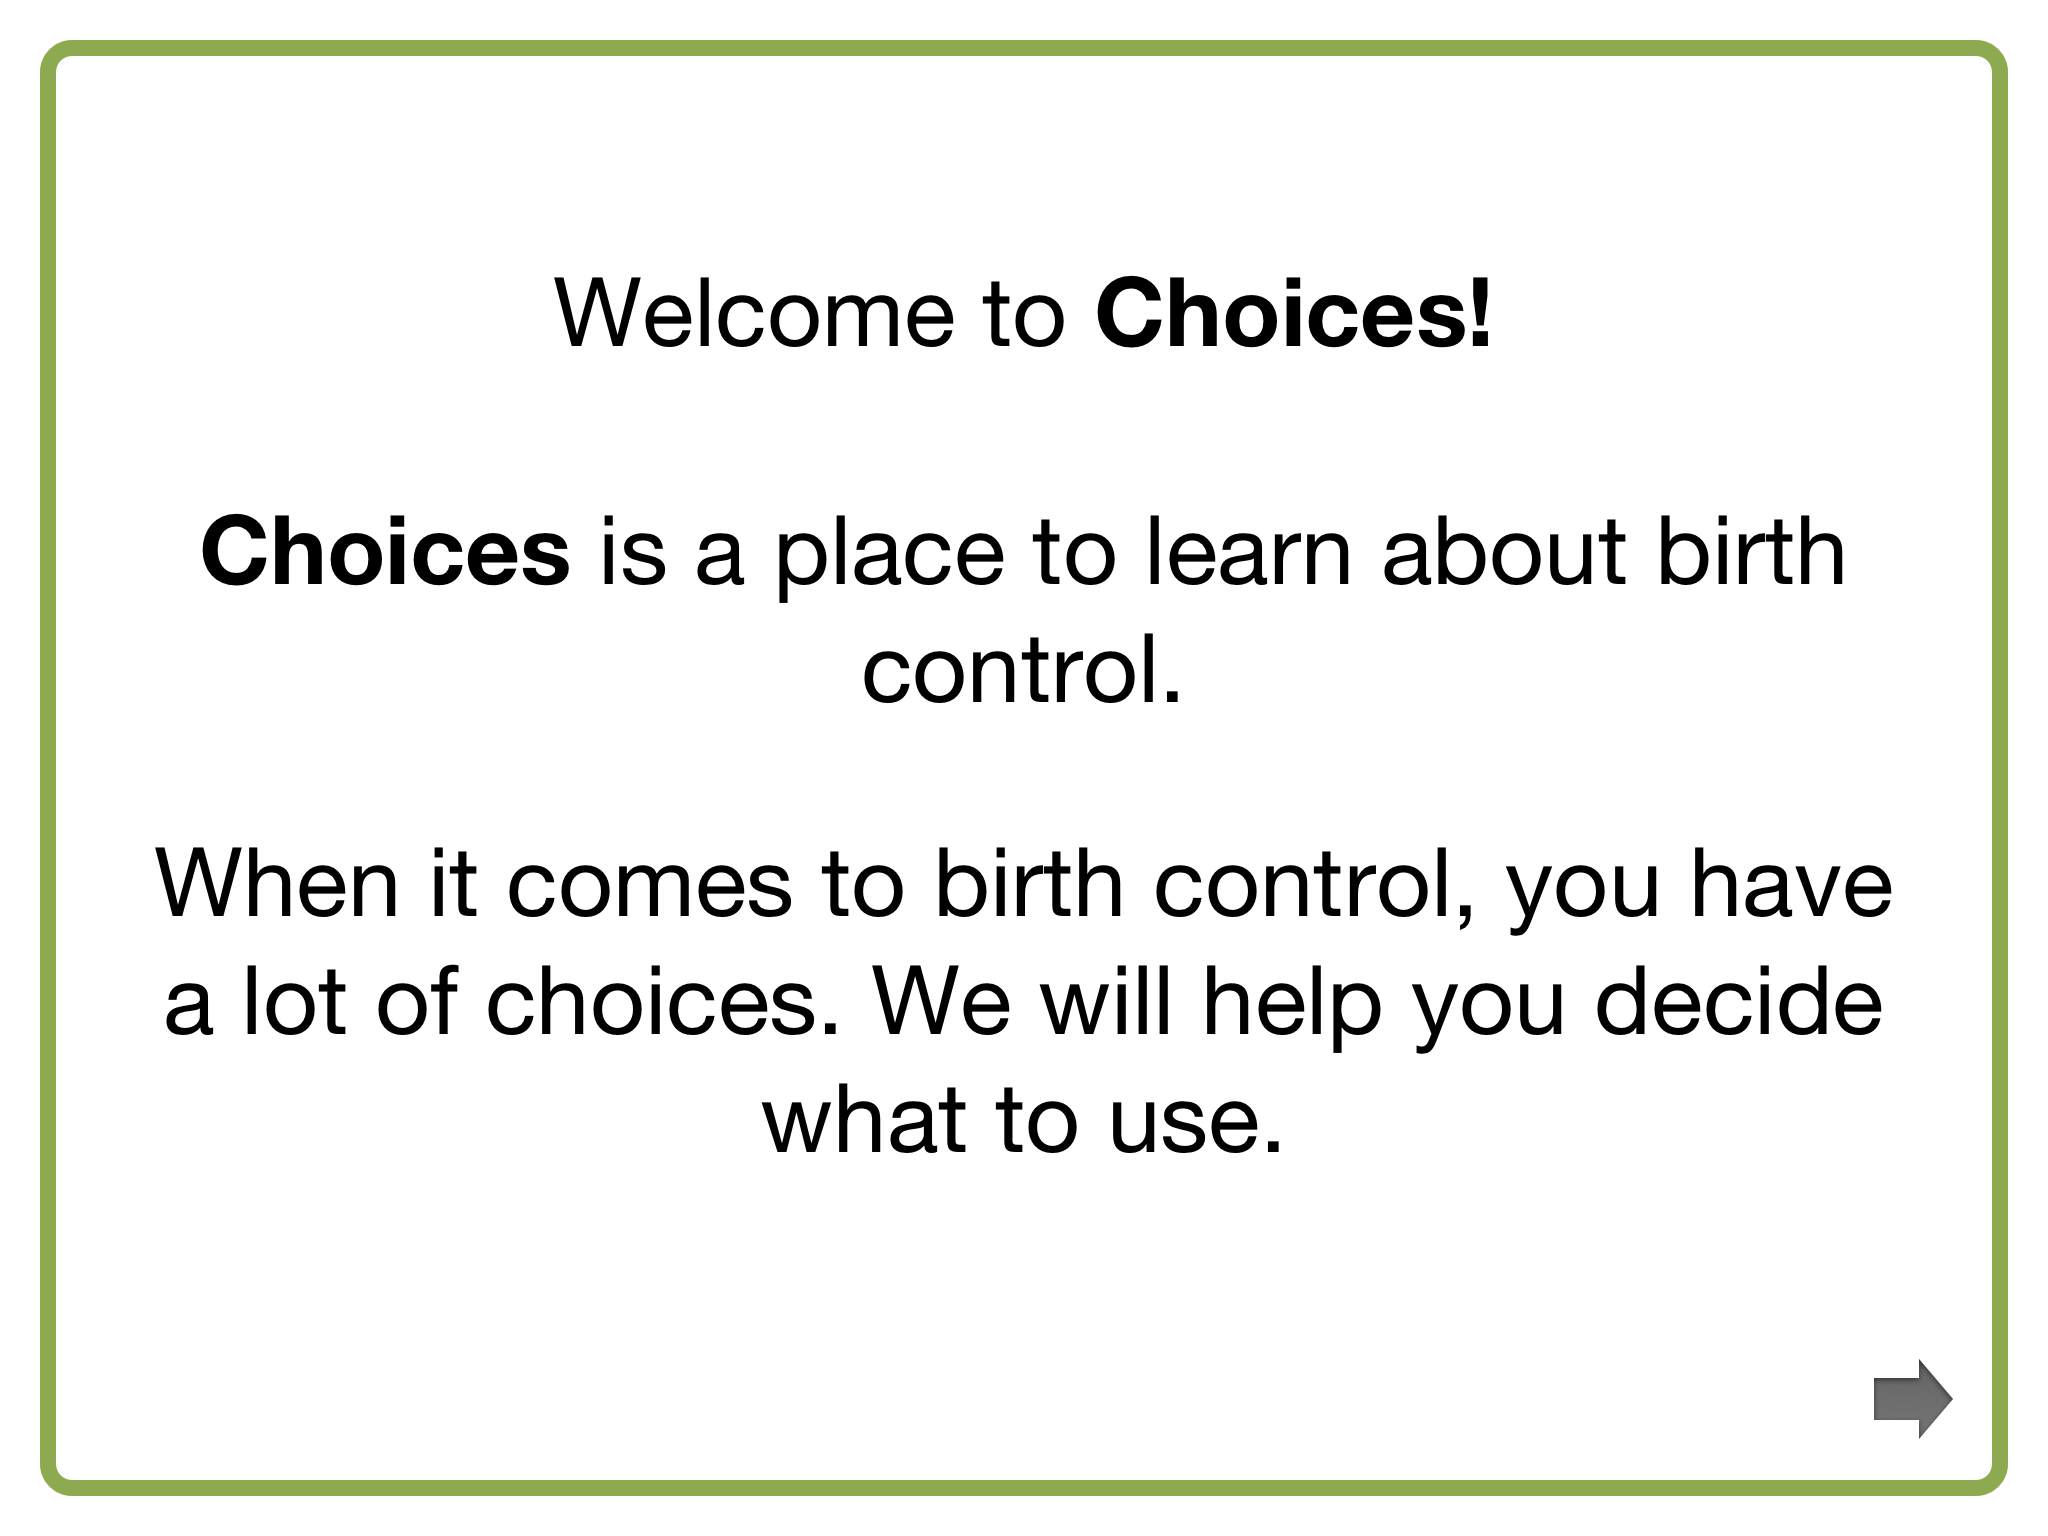 Welcome to Choices!
Choices is a place to learn about birth
control.
When it comes to birth control, you have
a lot of choices. We will help you decide
what to use.